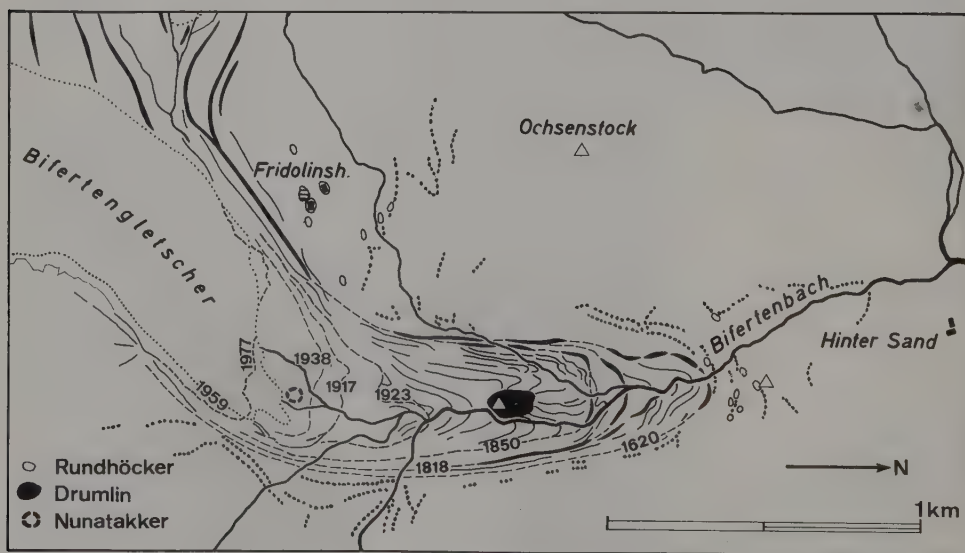 Ochsenstock
Fridolinsh.
Bifertengletscher
Bifertenbach
Hinter Sand
1977
1938
1917
1923
1959
1850
1620
1818
N
Rundhöcker
Drumlin
Nunatakker
1km